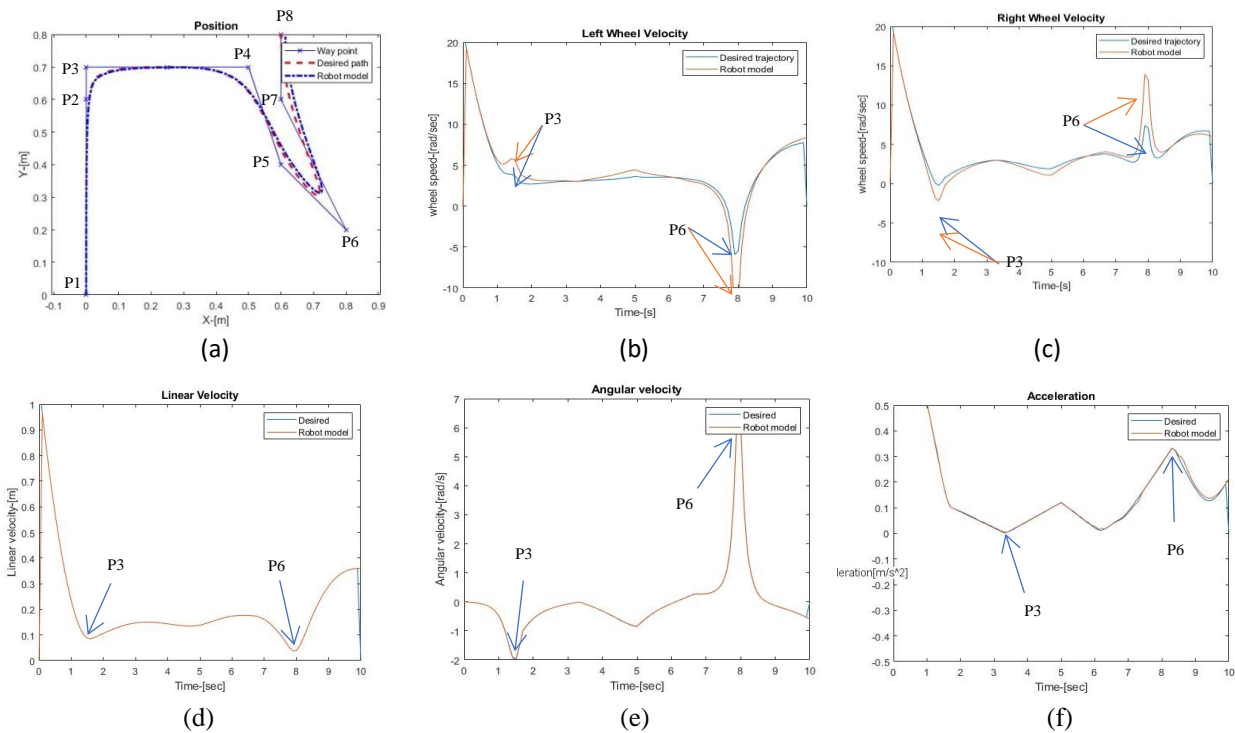 Position
P8
0.8
0.7
0.6
0.5
0.4
0.3
0.2
0.1
0
Y-[m]
P3
P2
P1
P4
P7
P5
P6
Way point
Desired path
Robot model
-0.1 0 0.1 0.2 0.3 0.4 0.5 0.6 0.7 0.8 0.9
X-[m]
(a)
Left Wheel Velocity
20
15
10
5
0
-5
-10
wheel speed-[rad/sec]
Desired trajectory
Robot model
P3
P6
0 1 2 3 4 5 6 7 8 9 10
Time-[s]
(b)
Right Wheel Velocity
20
15
10
5
0
-5
-10
wheel speed-[rad/sec]
Desired trajectory
Robot model
P6
P3
0 1 2 3 4 5 6 7 8 9 10
Time-[s]
(c)
Linear Velocity
1
0.9
0.8
0.7
0.6
0.5
0.4
0.3
0.2
0.1
0
Linear velocity-[m]
Desired
Robot model
P3
P6
0 1 2 3 4 5 6 7 8 9 10
Time-[sec]
(d)
Angular velocity
7
6
5
4
3
2
1
0
-1
-2
Angular velocity-[rad/s]
Desired
Robot model
P6
P3
0 1 2 3 4 5 6 7 8 9 10
Time-[sec]
(e)
Acceleration
0.5
0.4
0.3
0.2
0.1
0
-0.1
leration[m/s^2]
-0.2
-0.3
-0.4
-0.5
Desired
Robot model
P6
P3
0 1 2 3 4 5 6 7 8 9 10
Time-[sec]
(f)